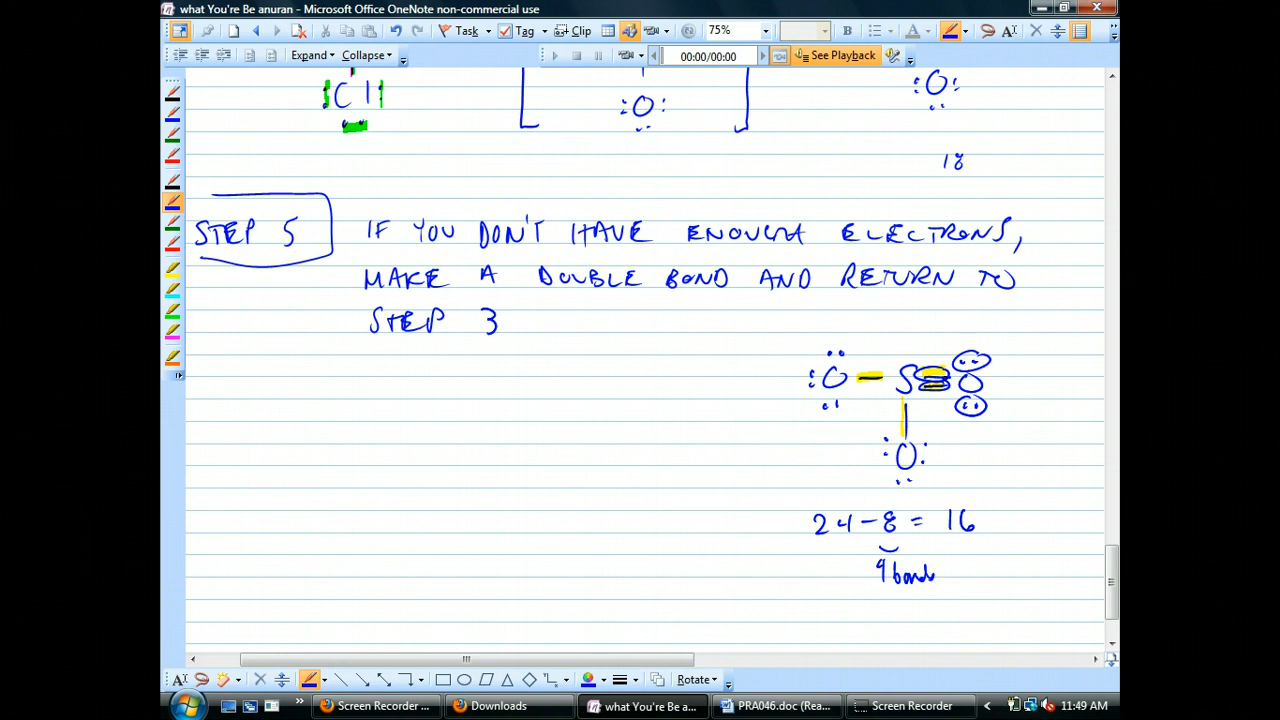 what You're Be anuran - Microsoft Office OneNote non-commercial use
Task Tag Clip 75%
Expand Collapse 00:00/00:00 See Playback
:Cl:
:O:
:O:
18
STEP 5 IF YOU DON'T HAVE ENOUGH ELECTRONS,
MAKE A DOUBLE BOND AND RETURN TO
STEP 3
:O - S = O
:O:
24 - 8 = 16
4 bonds
Rotate
Screen Recorder ... Downloads what You're Be a... PRA046.doc (Rea... Screen Recorder 11:49 AM